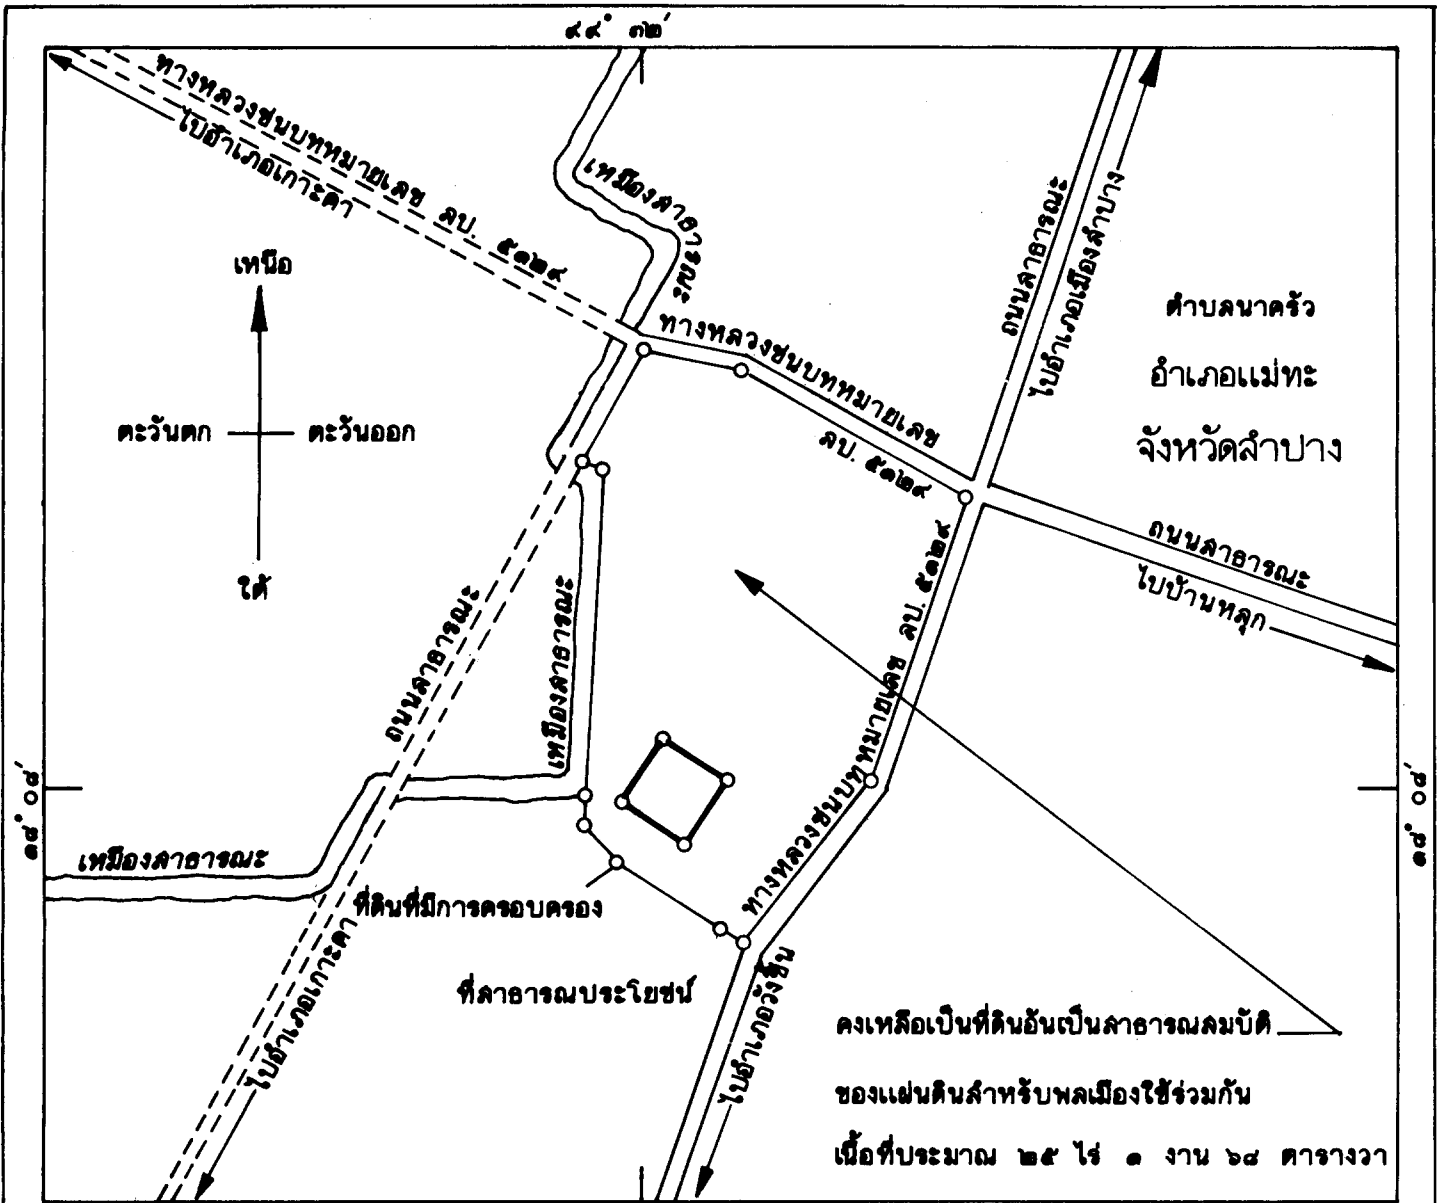 ๙๙° ๓๒′
ทางหลวงชนบทหมายเลข ลป. ๕๑๒๙
ไปอำเภอเกาะคา
เหมืองสาธารณะ
ถนนสาธารณะ
ไปอำเภอเมืองลำปาง
เหนือ
ตะวันตก
ตะวันออก
ใต้
ตำบลนาครัว
อำเภอแม่ทะ
จังหวัดลำปาง
ทางหลวงชนบทหมายเลข
ลป. ๕๑๒๙
ถนนสาธารณะ
ไปบ้านหลุก
ถนนสาธารณะ
เหมืองสาธารณะ
ทางหลวงชนบทหมายเลข ลป. ๕๑๒๙
๑๘° ๐๘′
๑๘° ๐๘′
เหมืองสาธารณะ
ที่ดินที่มีการครอบครอง
ไปอำเภอเกาะคา
ที่สาธารณประโยชน์
ไปอำเภอวังชิ้น
คงเหลือเป็นที่ดินอันเป็นสาธารณสมบัติ
ของแผ่นดินสำหรับพลเมืองใช้ร่วมกัน
เนื้อที่ประมาณ ๒๕ ไร่ ๑ งาน ๖๘ ตารางวา